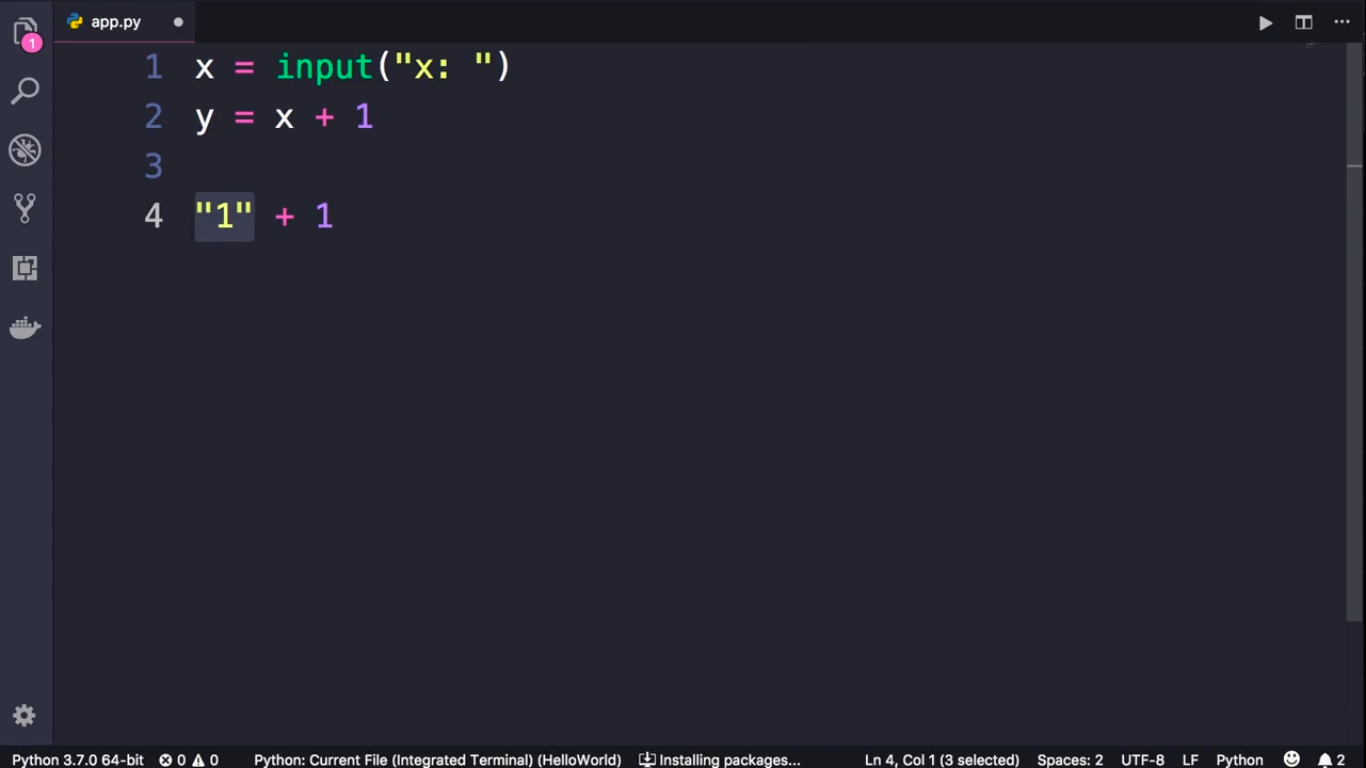 app.py
1
1 x = input("x: ")
2 y = x + 1
3
4 "1" + 1
Python 3.7.0 64-bit 0 0 Python: Current File (Integrated Terminal) (HelloWorld) Installing packages... Ln 4, Col 1 (3 selected) Spaces: 2 UTF-8 LF Python 2